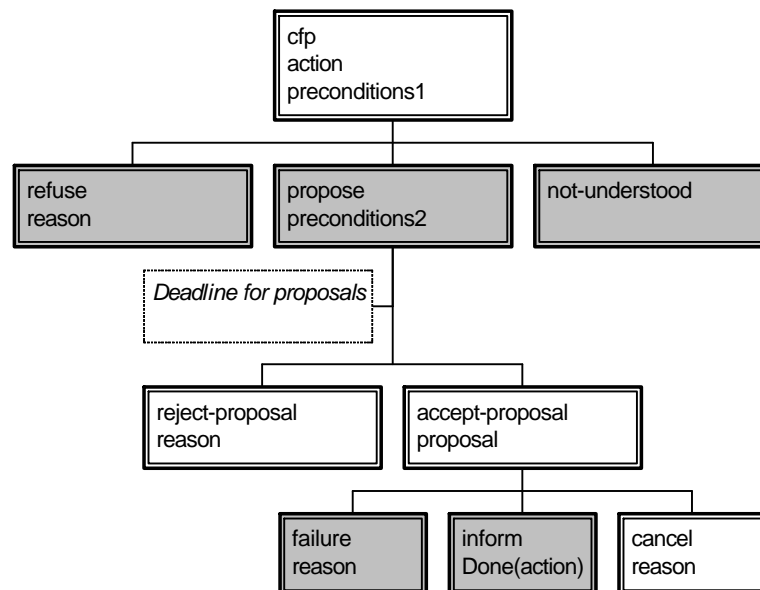 cfp
action
preconditions1
refuse
reason
propose
preconditions2
not-understood
Deadline for proposals
reject-proposal
reason
accept-proposal
proposal
failure
reason
inform
Done(action)
cancel
reason